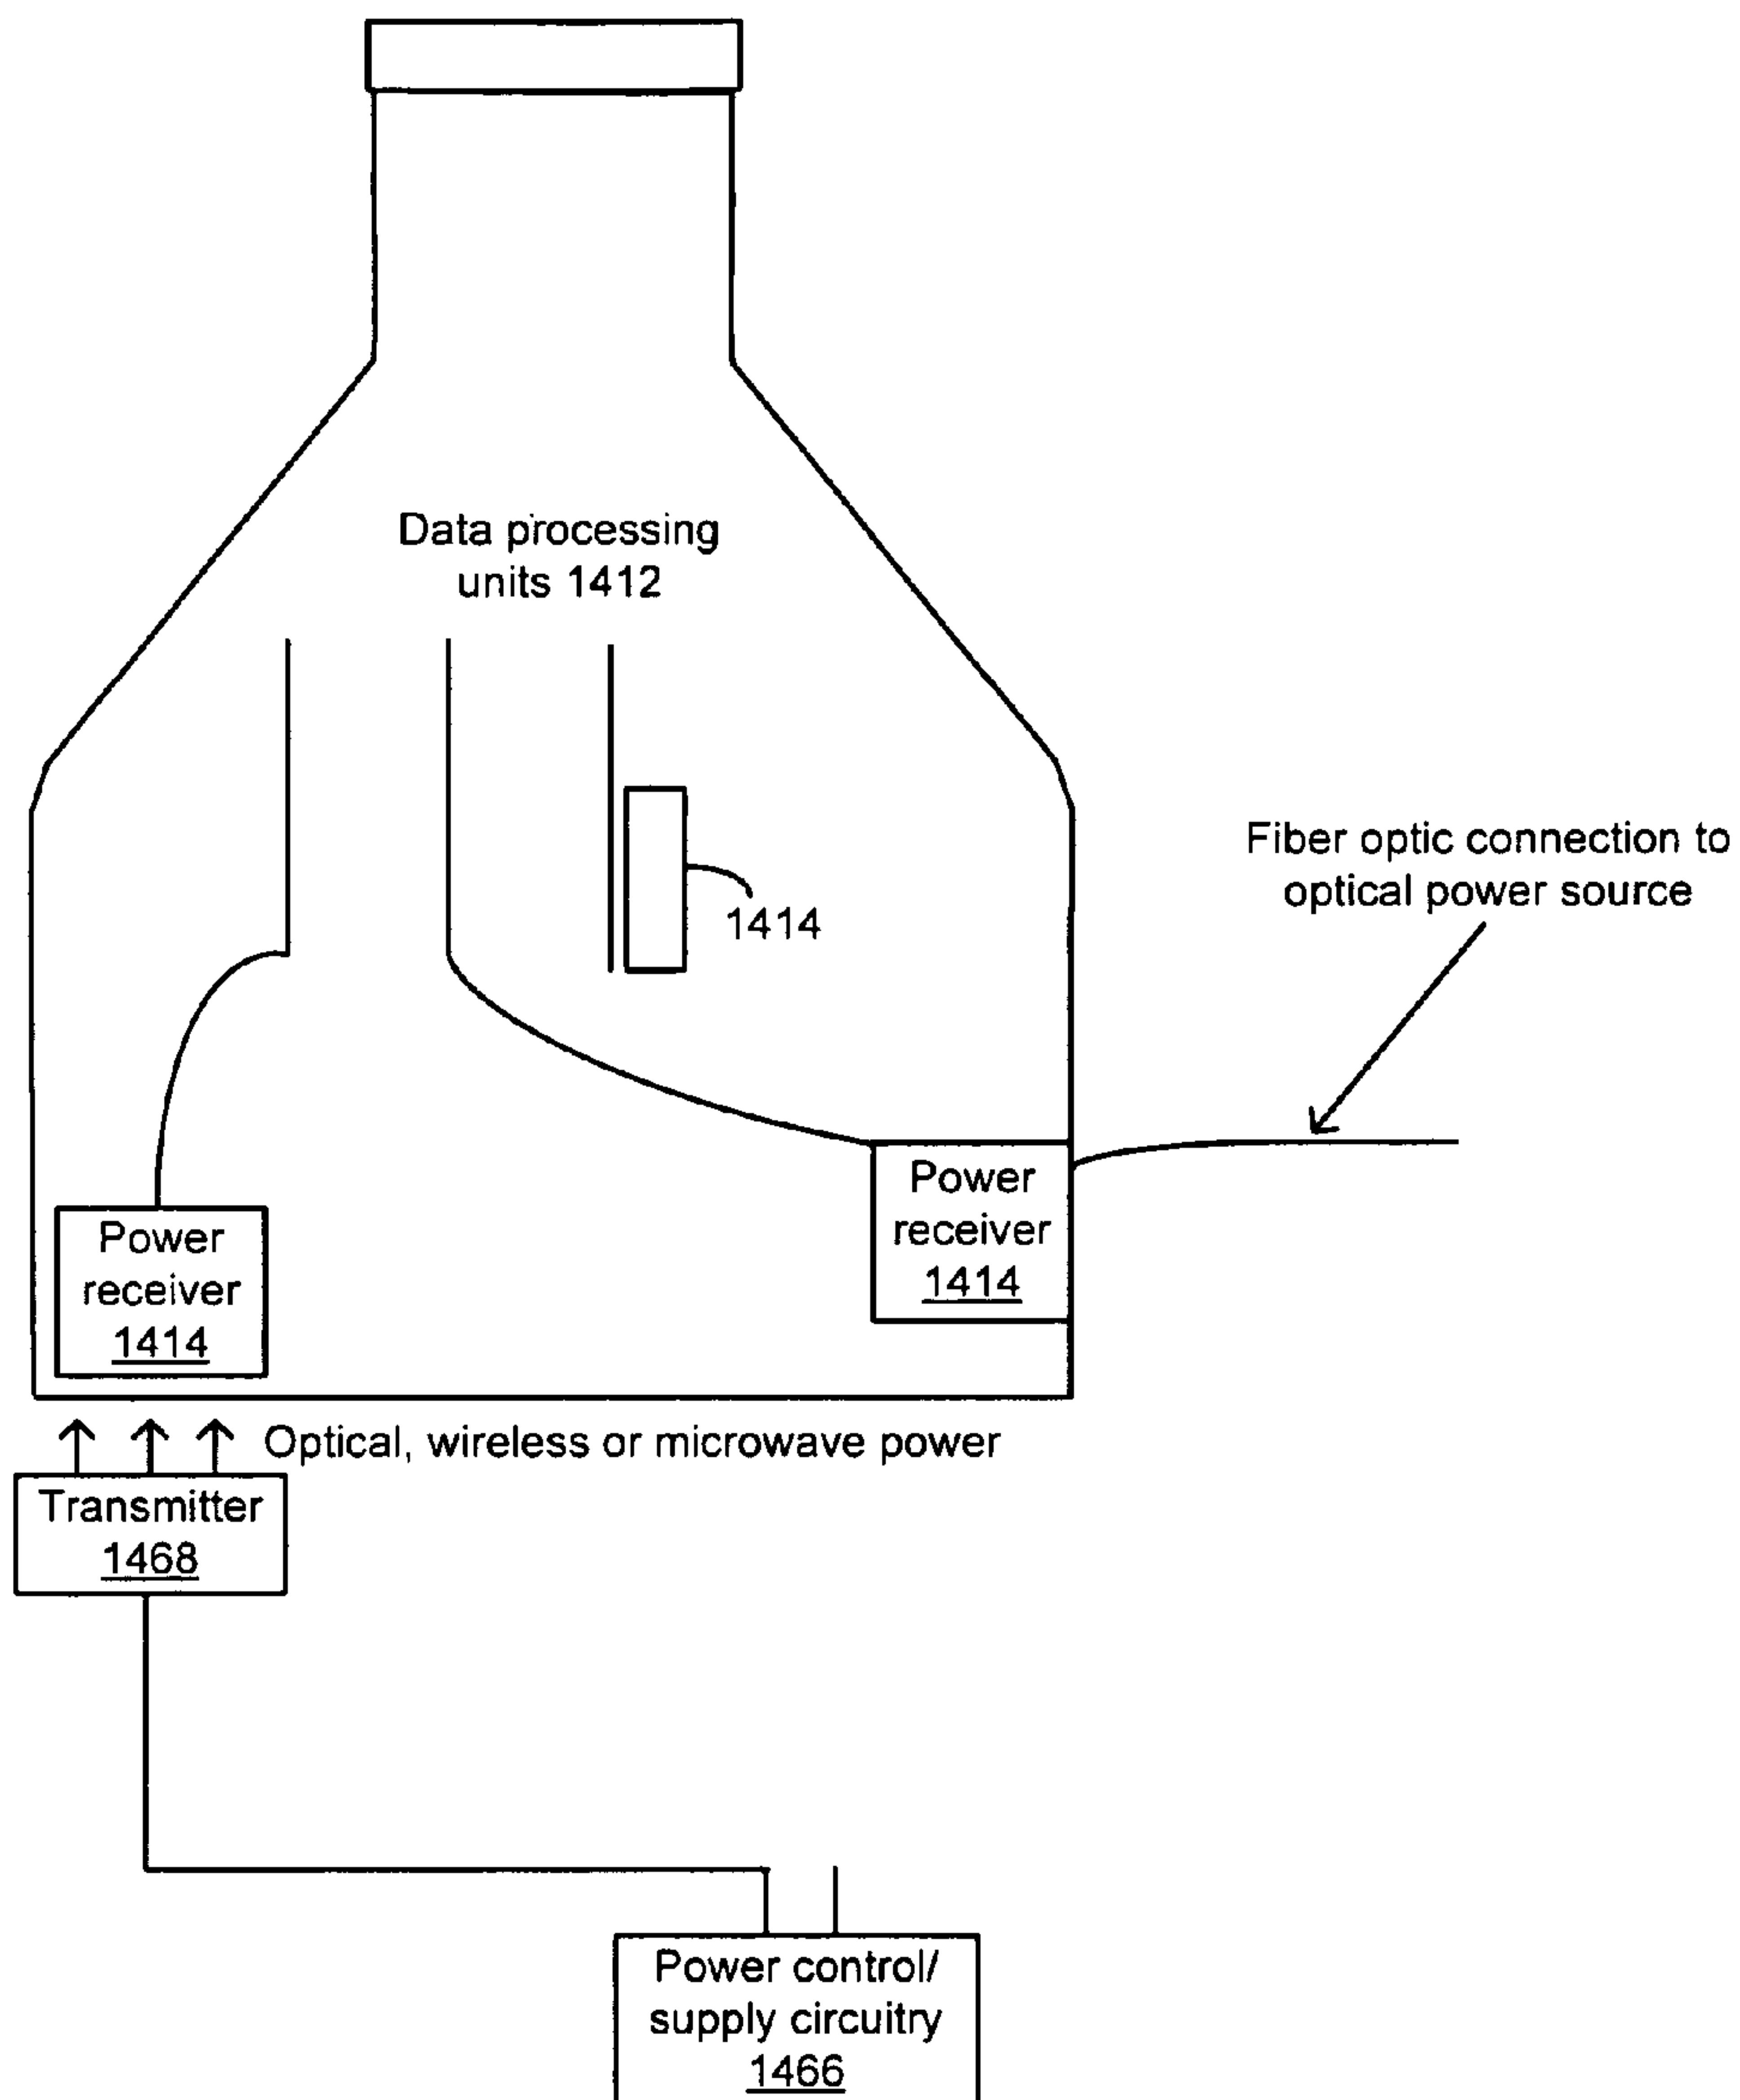 Data processing
units 1412
Fiber optic connection to
optical power source
1414
Power
receiver
1414
Power
receiver
1414
Optical, wireless or microwave power
Transmitter
1468
Power control/
supply circuitry
1466